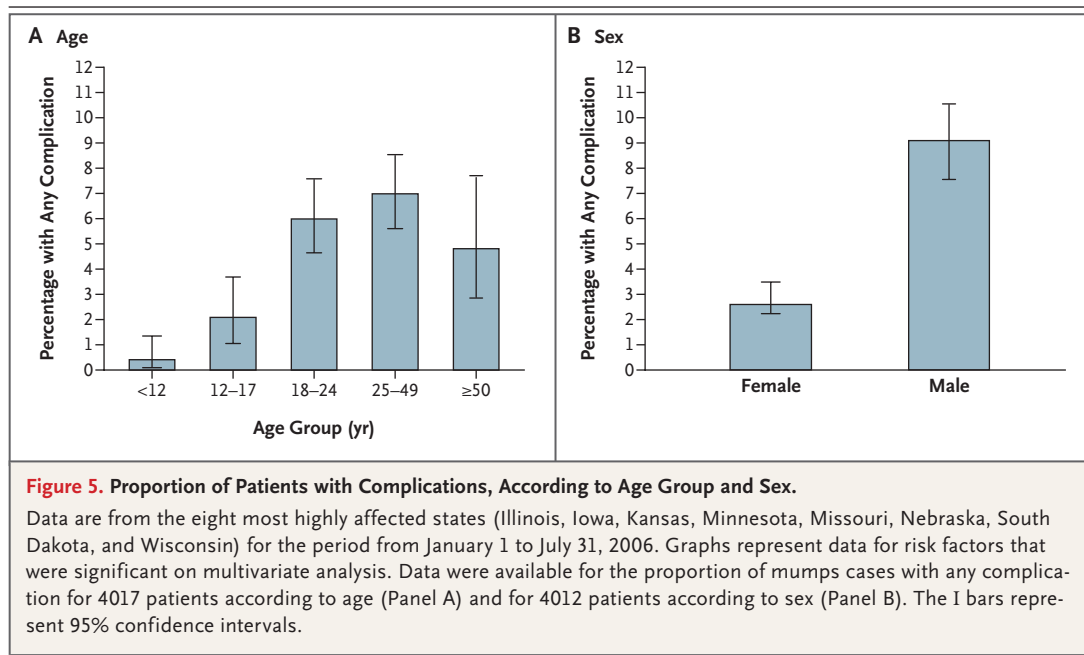 A Age
Percentage with Any Complication
12
11
10
9
8
7
6
5
4
3
2
1
0
<12 12–17 18–24 25–49 ≥50
Age Group (yr)
B Sex
Percentage with Any Complication
12
11
10
9
8
7
6
5
4
3
2
1
0
Female Male
Figure 5. Proportion of Patients with Complications, According to Age Group and Sex.
Data are from the eight most highly affected states (Illinois, Iowa, Kansas, Minnesota, Missouri, Nebraska, South
Dakota, and Wisconsin) for the period from January 1 to July 31, 2006. Graphs represent data for risk factors that
were significant on multivariate analysis. Data were available for the proportion of mumps cases with any complica-
tion for 4017 patients according to age (Panel A) and for 4012 patients according to sex (Panel B). The I bars repre-
sent 95% confidence intervals.